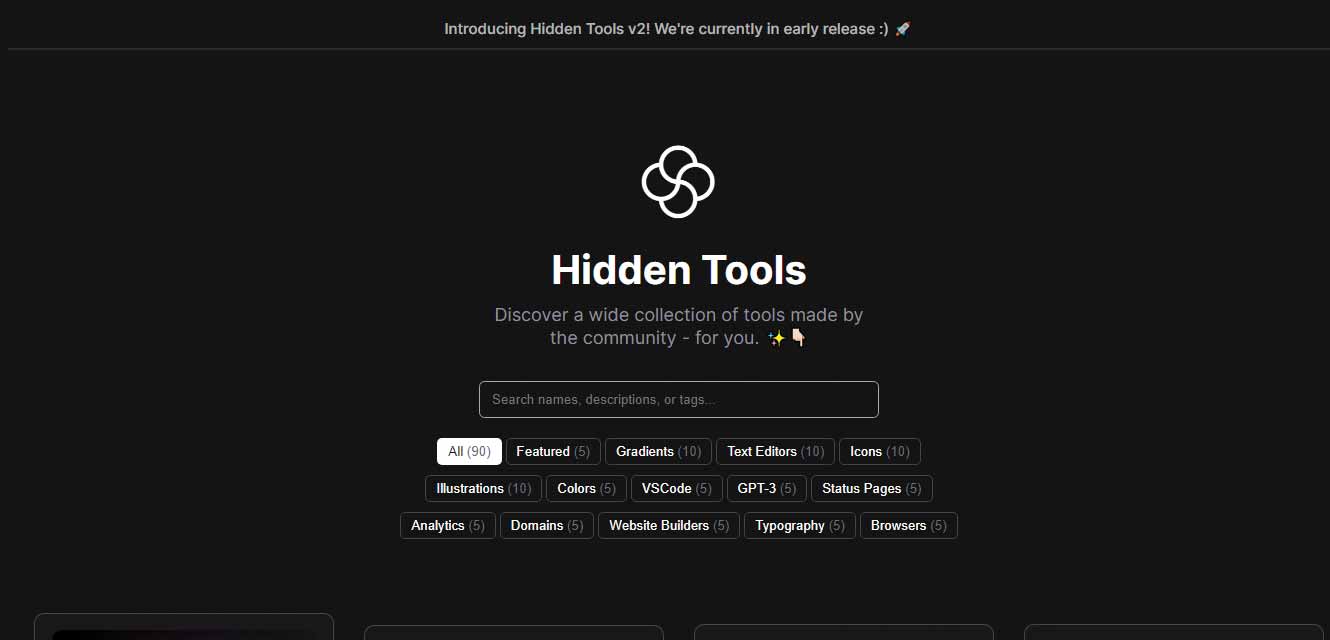 Introducing Hidden Tools v2! We're currently in early release :) 🚀
Hidden Tools
Discover a wide collection of tools made by
the community - for you. ✨👇🏻
Search names, descriptions, or tags...
All (90) Featured (5) Gradients (10) Text Editors (10) Icons (10)
Illustrations (10) Colors (5) VSCode (5) GPT-3 (5) Status Pages (5)
Analytics (5) Domains (5) Website Builders (5) Typography (5) Browsers (5)